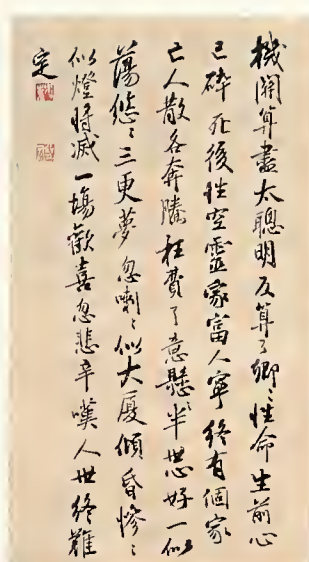 機關算盡太聰明反算了卿〻性命生前心
已碎死後性空靈家富人寧終有個家
亡人散各奔騰枉費了意懸〻半世心好一似
蕩悠〻三更夢忽喇〻似大廈傾昏慘〻
似燈將滅一場歡喜忽悲辛嘆人世終難
定